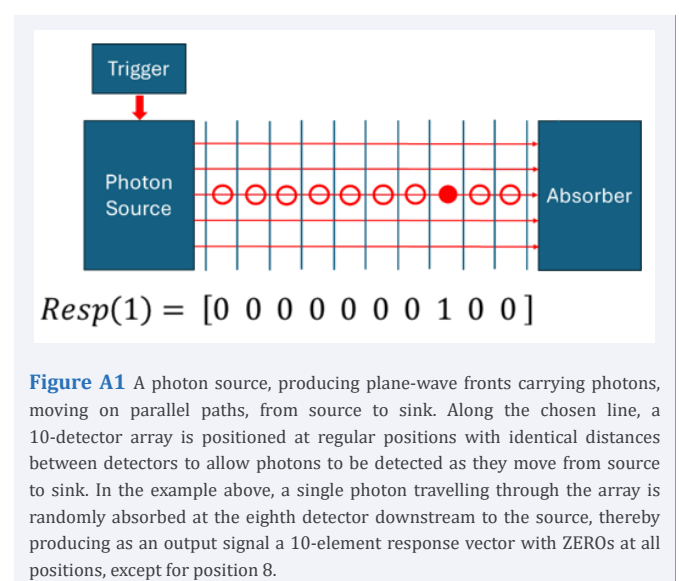 Trigger
Photon
Source
Absorber
Resp(1) = [0 0 0 0 0 0 0 1 0 0]
Figure A1 A photon source, producing plane-wave fronts carrying photons,
moving on parallel paths, from source to sink. Along the chosen line, a
10-detector array is positioned at regular positions with identical distances
between detectors to allow photons to be detected as they move from source
to sink. In the example above, a single photon travelling through the array is
randomly absorbed at the eighth detector downstream to the source, thereby
producing as an output signal a 10-element response vector with ZEROs at all
positions, except for position 8.